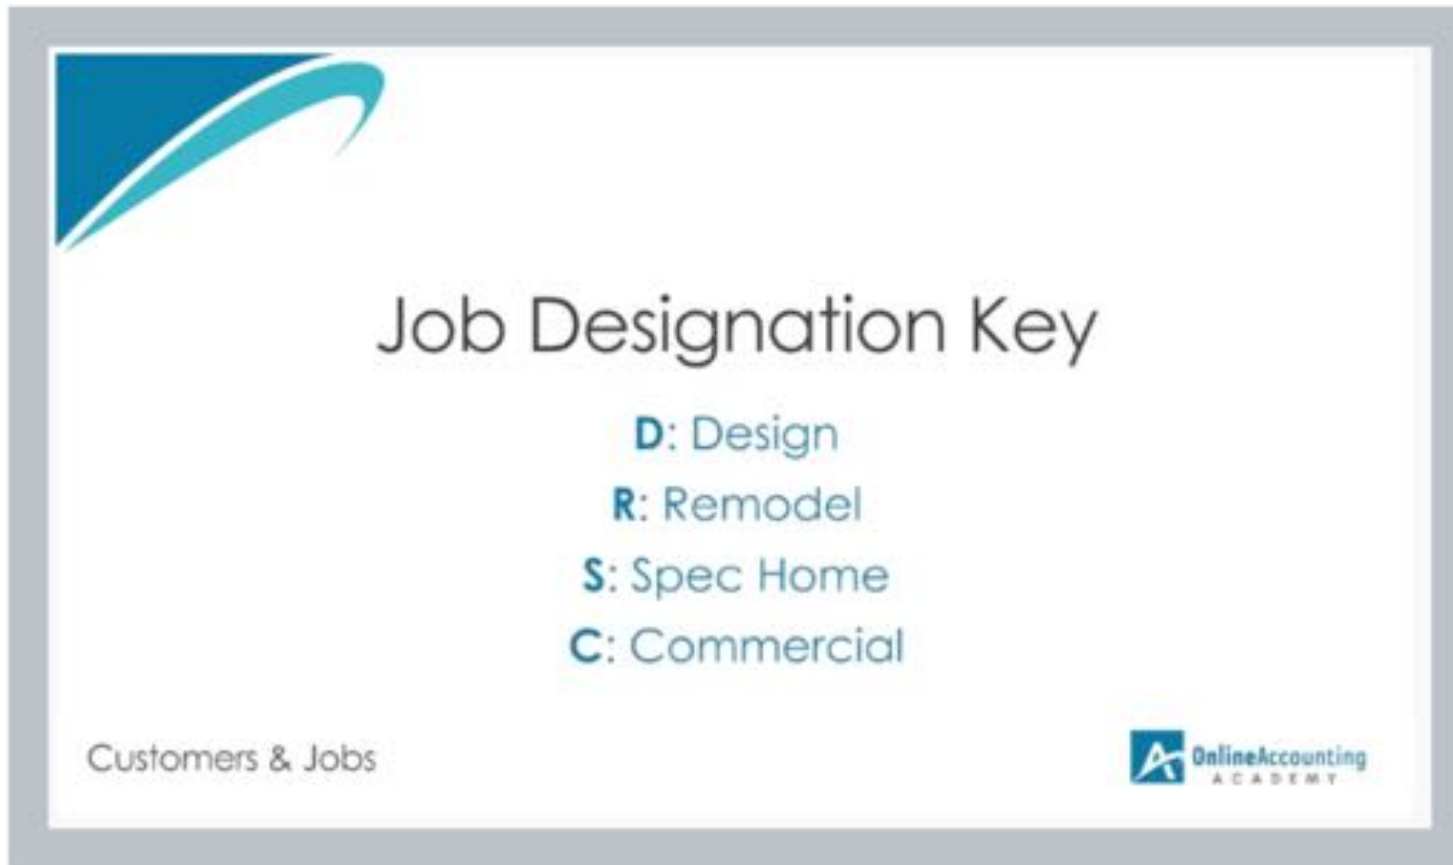 Job Designation Key
D: Design
R: Remodel
S: Spec Home
C: Commercial
Customers & Jobs
OnlineAccounting
ACADEMY